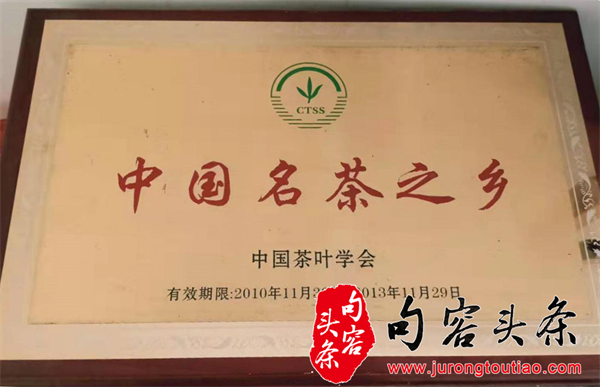 CTSS
中国名茶之乡
中国茶叶学会
有效期限:2010年11月 2013年11月29日
句容头条
句容头条
www.jurongtoutiao.com